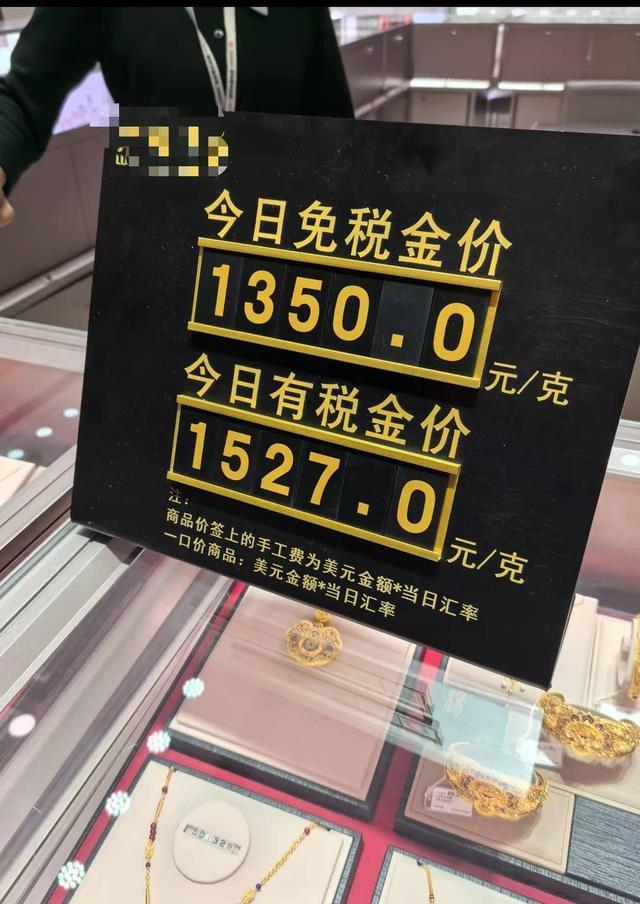 今日免税金价
1350.0 元/克
今日有税金价
1527.0 元/克
注：
商品价签上的手工费为美元金额*当日汇率
一口价商品：美元金额*当日汇率